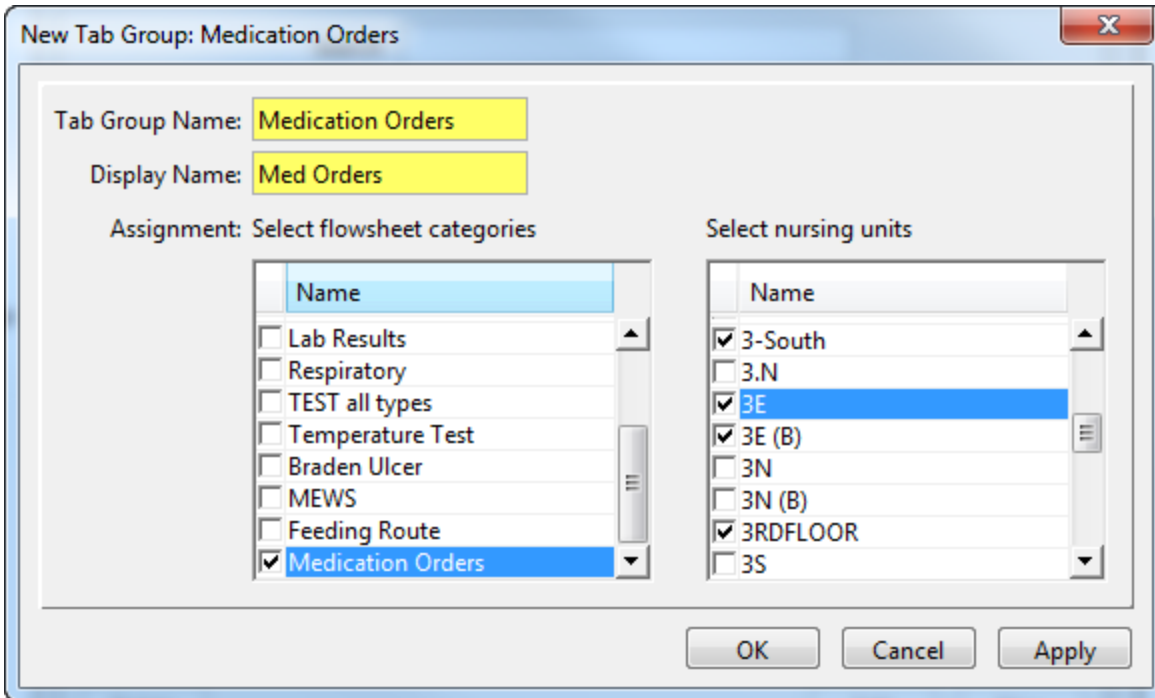 New Tab Group: Medication Orders
Tab Group Name: Medication Orders
Display Name: Med Orders
Assignment: Select flowsheet categories
Name
Lab Results
Respiratory
TEST all types
Temperature Test
Braden Ulcer
MEWS
Feeding Route
Medication Orders
Select nursing units
Name
3-South
3.N
3E
3E (B)
3N
3N (B)
3RDFLOOR
3S
OK Cancel Apply